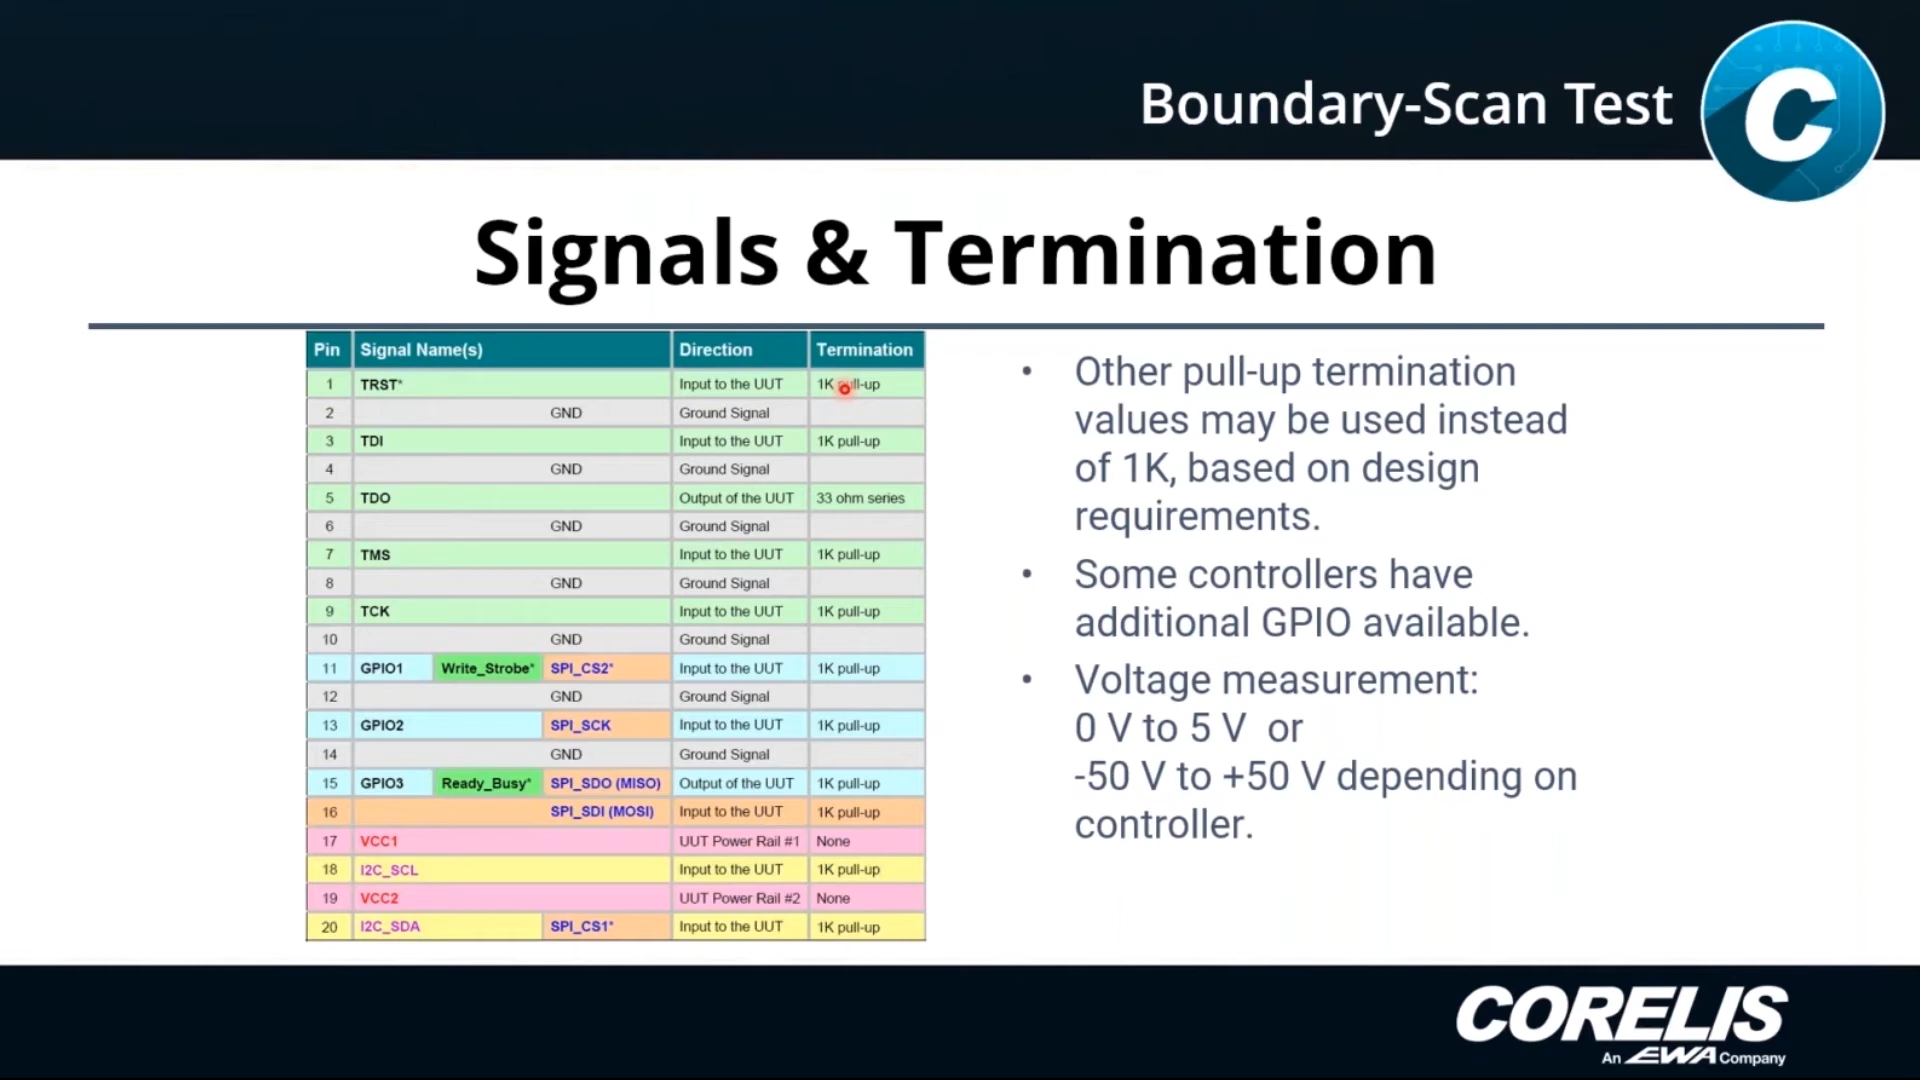 Boundary-Scan Test
C
Signals & Termination
Pin Signal Name(s) Direction Termination
1 TRST* Input to the UUT 1K pull-up
2 GND Ground Signal
3 TDI Input to the UUT 1K pull-up
4 GND Ground Signal
5 TDO Output of the UUT 33 ohm series
6 GND Ground Signal
7 TMS Input to the UUT 1K pull-up
8 GND Ground Signal
9 TCK Input to the UUT 1K pull-up
10 GND Ground Signal
11 GPIO1 Write_Strobe* SPI_CS2* Input to the UUT 1K pull-up
12 GND Ground Signal
13 GPIO2 SPI_SCK Input to the UUT 1K pull-up
14 GND Ground Signal
15 GPIO3 Ready_Busy* SPI_SDO (MISO) Output of the UUT 1K pull-up
16 SPI_SDI (MOSI) Input to the UUT 1K pull-up
17 VCC1 UUT Power Rail #1 None
18 I2C_SCL Input to the UUT 1K pull-up
19 VCC2 UUT Power Rail #2 None
20 I2C_SDA SPI_CS1* Input to the UUT 1K pull-up
• Other pull-up termination
values may be used instead
of 1K, based on design
requirements.
• Some controllers have
additional GPIO available.
• Voltage measurement:
0 V to 5 V or
-50 V to +50 V depending on
controller.
CORELIS
An EWA Company